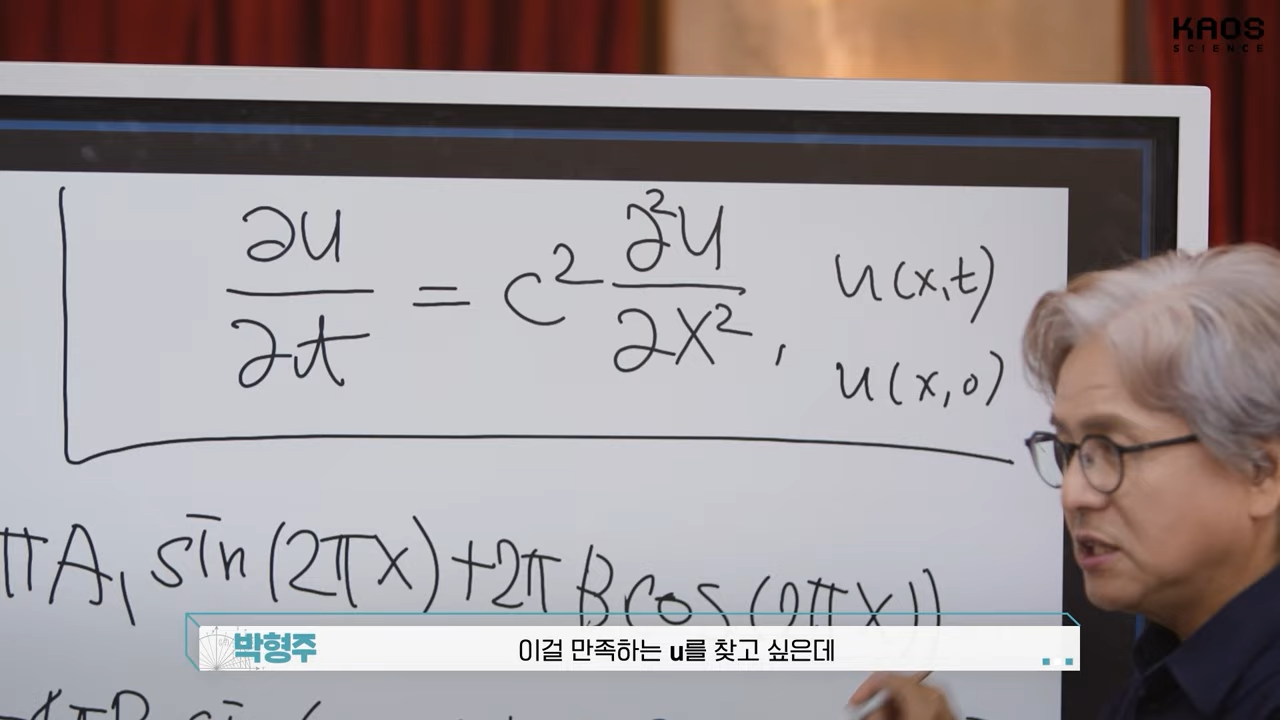 KAOS
SCIENCE
∂u/∂t = c² ∂²u/∂x² , u(x,t)
u(x,0)
πA₁ sin(2πx) + 2π B cos(2πx)
박형주 이걸 만족하는 u를 찾고 싶은데